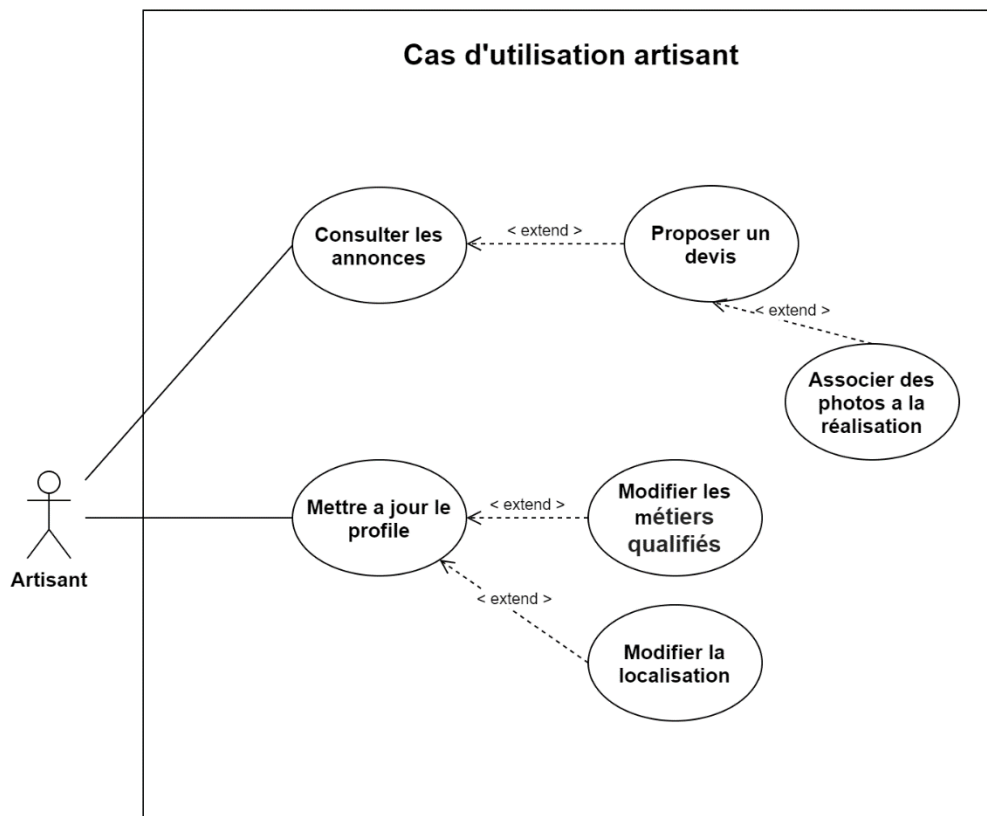 Cas d'utilisation artisant
Consulter les
annonces
< extend >
Proposer un
devis
< extend >
Associer des
photos a la
réalisation
Artisant
Mettre a jour le
profile
< extend >
Modifier les
métiers
qualifiés
< extend >
Modifier la
localisation